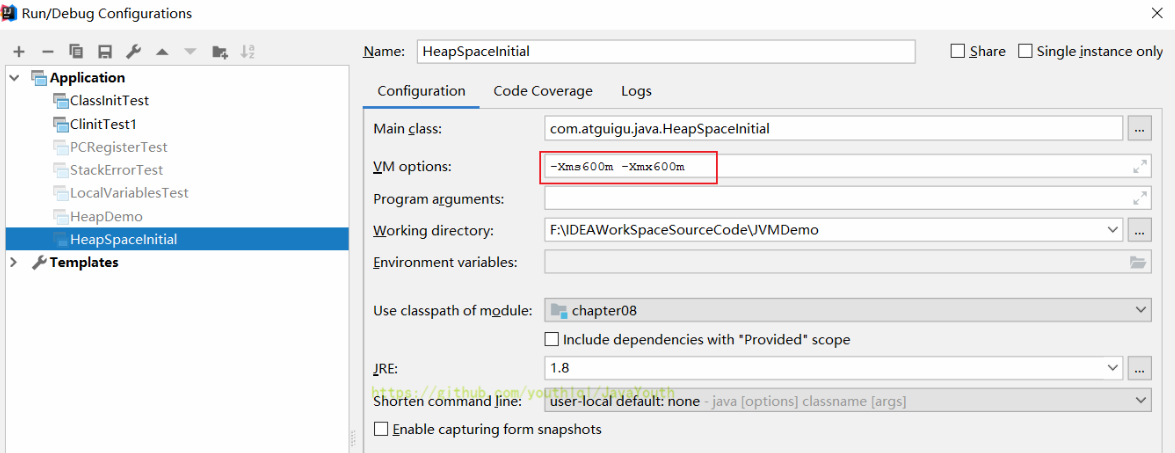 Run/Debug Configurations
Name: HeapSpaceInitial Share Single instance only
Application
ClassInitTest
ClinitTest1
PCRegisterTest
StackErrorTest
LocalVariablesTest
HeapDemo
HeapSpaceInitial
Templates
Configuration Code Coverage Logs
Main class: com.atguigu.java.HeapSpaceInitial ...
VM options: -Xms600m -Xmx600m
Program arguments:
Working directory: F:\IDEAWorkSpaceSourceCode\JVMDemo ...
Environment variables:
Use classpath of module: chapter08
Include dependencies with "Provided" scope
JRE: 1.8 ...
https://github.com/youthlql/JavaYouth
Shorten command line: user-local default: none - java [options] classname [args]
Enable capturing form snapshots